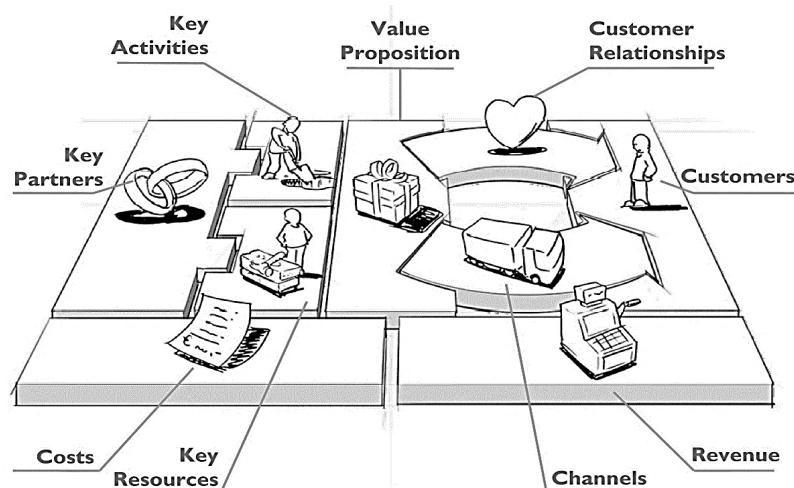 Key
Activities
Value
Proposition
Customer
Relationships
Key
Partners
Customers
Costs
Key
Resources
Channels
Revenue